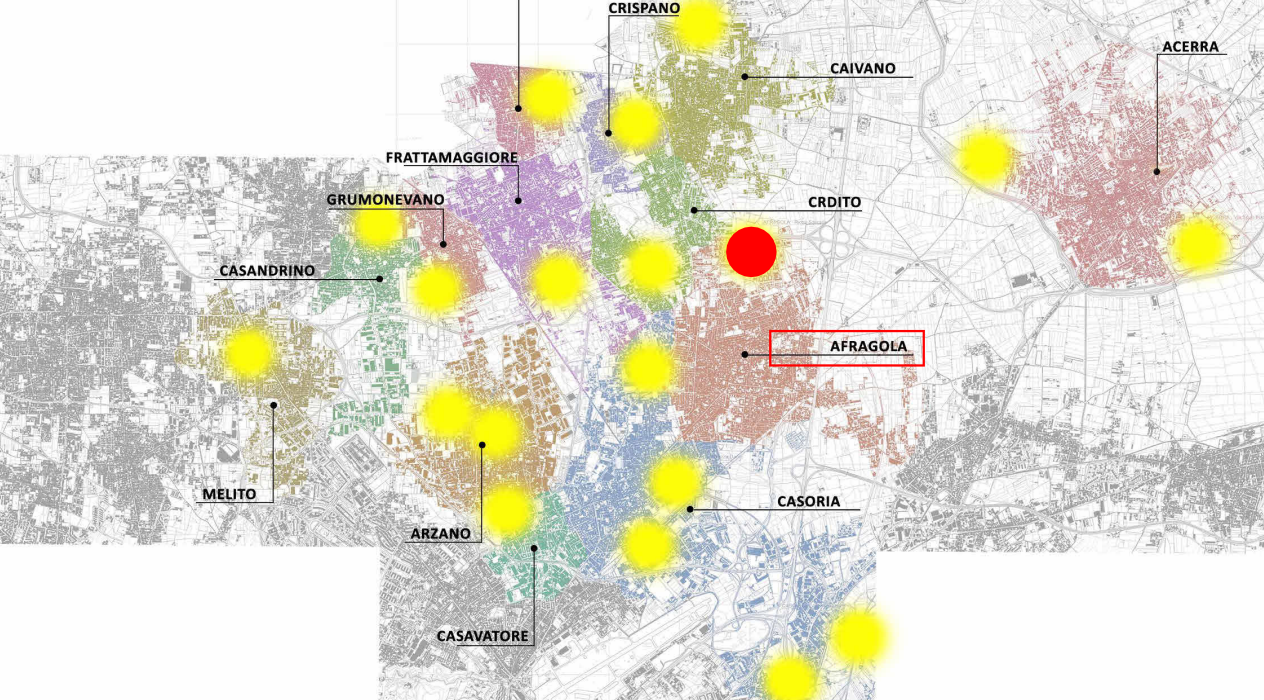 CRISPANO
ACERRA
CAIVANO
FRATTAMAGGIORE
GRUMONEVANO
CRDITO
CASANDRINO
AFRAGOLA
MELITO
CASORIA
ARZANO
CASAVATORE